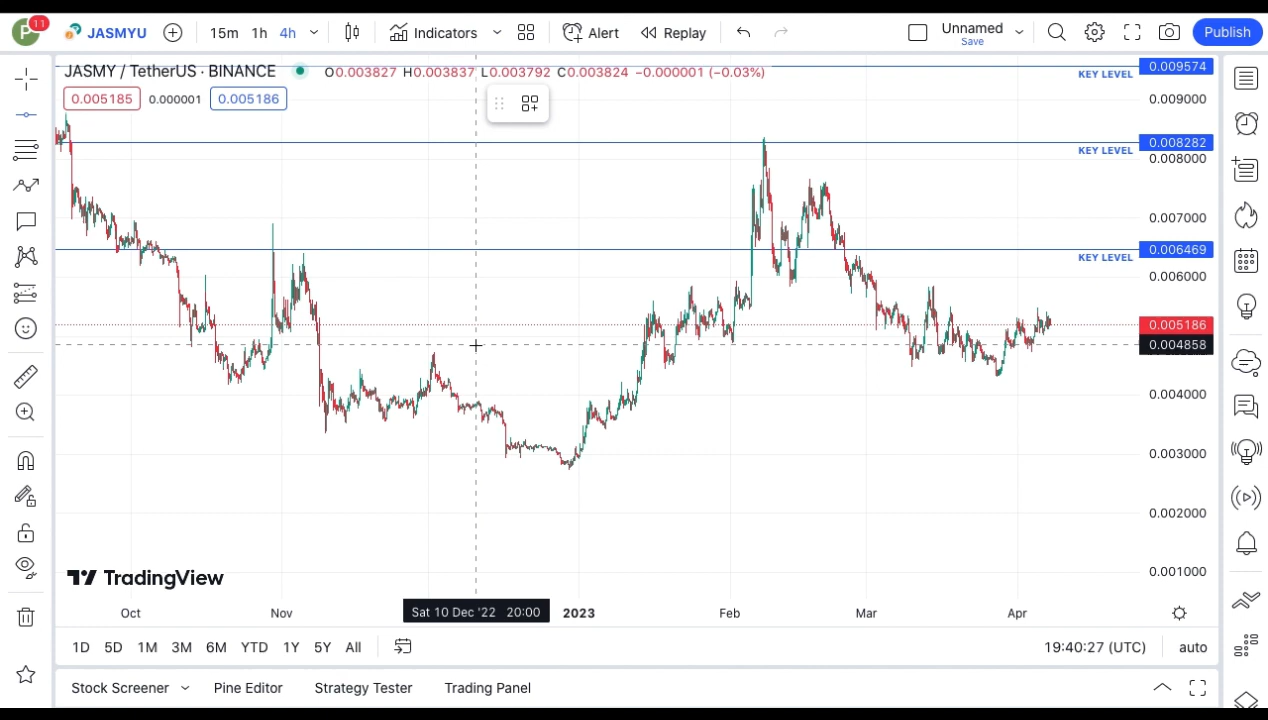 P 11 JASMYU 15m 1h 4h Indicators Alert Replay Unnamed Save Publish
JASMY / TetherUS · BINANCE O0.003827 H0.003837 L0.003792 C0.003824 −0.000001 (−0.03%)
0.005185 0.000001 0.005186
KEY LEVEL 0.009574
0.009000
KEY LEVEL 0.008282
0.008000
0.007000
KEY LEVEL 0.006469
0.006000
0.005186
0.004858
0.004000
0.003000
0.002000
0.001000
TradingView
Oct Nov Sat 10 Dec '22 20:00 2023 Feb Mar Apr
1D 5D 1M 3M 6M YTD 1Y 5Y All 19:40:27 (UTC) auto
Stock Screener Pine Editor Strategy Tester Trading Panel